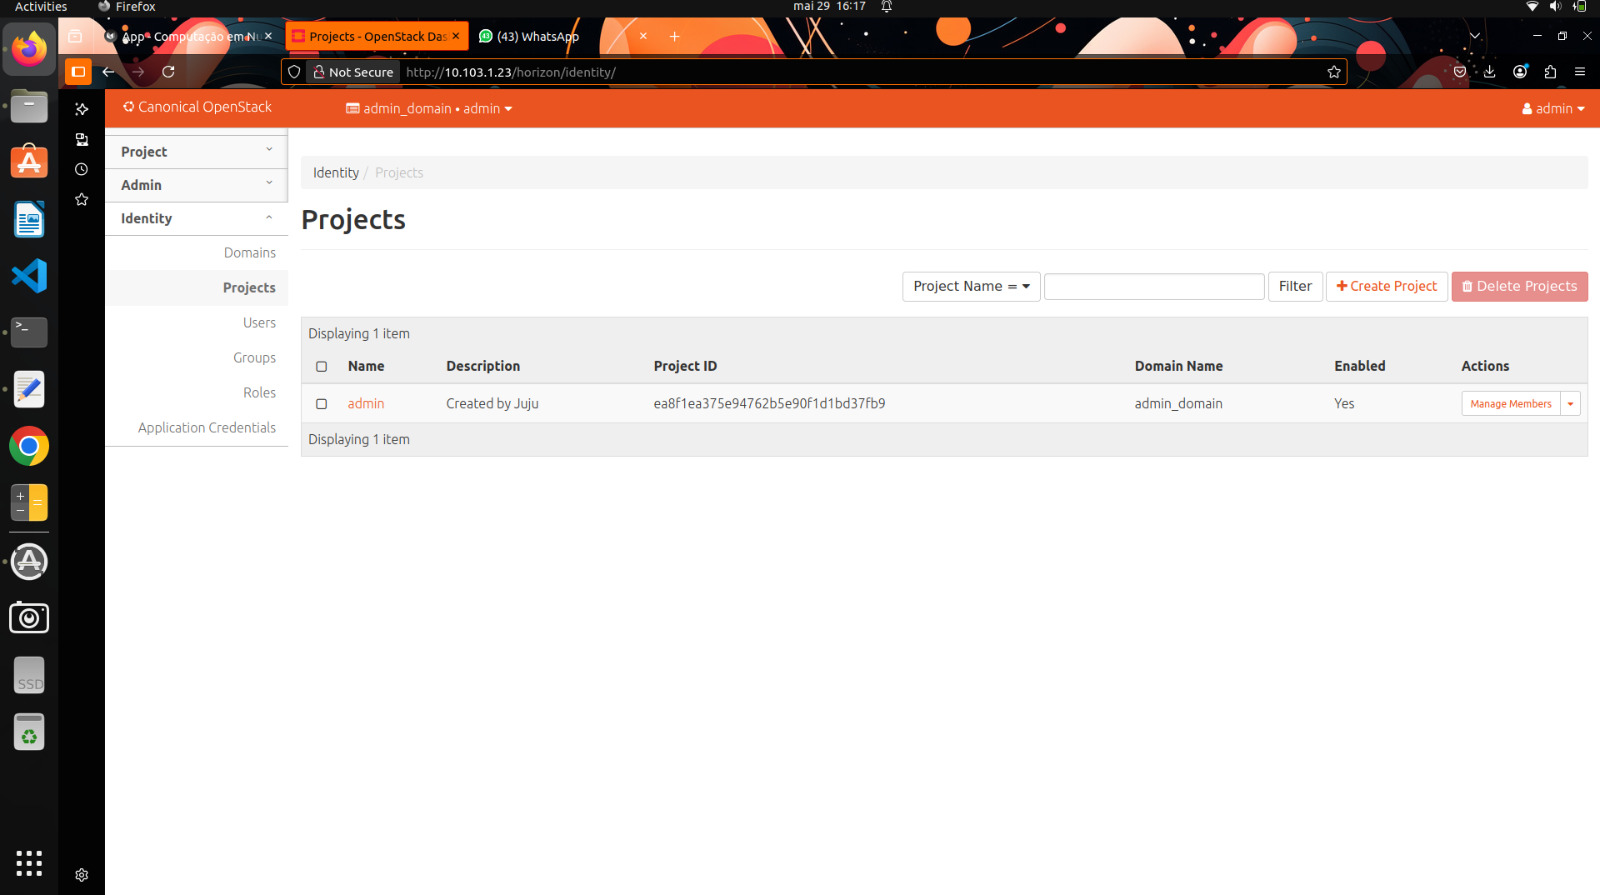 Activities
Firefox
mai 29 16:17
App - Computação em Nu
Projects - OpenStack Das
(43) WhatsApp
Not Secure
http://10.103.1.23/horizon/identity/
Canonical OpenStack
admin_domain • admin
admin
Project
Admin
Identity
Domains
Projects
Users
Groups
Roles
Application Credentials
Identity / Projects
Projects
Project Name =
Filter
Create Project
Delete Projects
Displaying 1 item
Name Description Project ID Domain Name Enabled Actions
admin Created by Juju ea8f1ea375e94762b5e90f1d1bd37fb9 admin_domain Yes Manage Members
Displaying 1 item
SSD